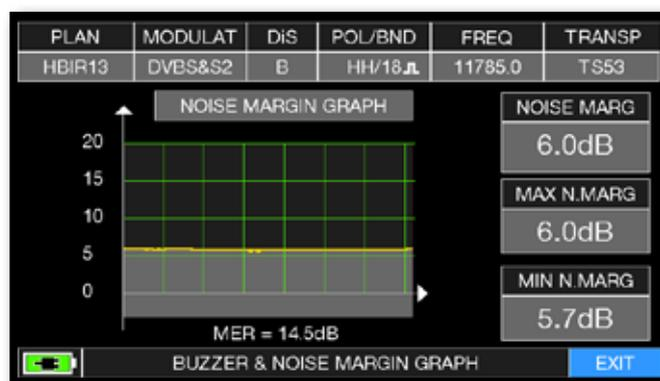 PLAN MODULAT DiS POL/BND FREQ TRANSP
HBIR13 DVBS&S2 B HH/18 11785.0 TS53
NOISE MARGIN GRAPH
20
15
10
5
0
MER = 14.5dB
NOISE MARG
6.0dB
MAX N.MARG
6.0dB
MIN N.MARG
5.7dB
BUZZER & NOISE MARGIN GRAPH EXIT